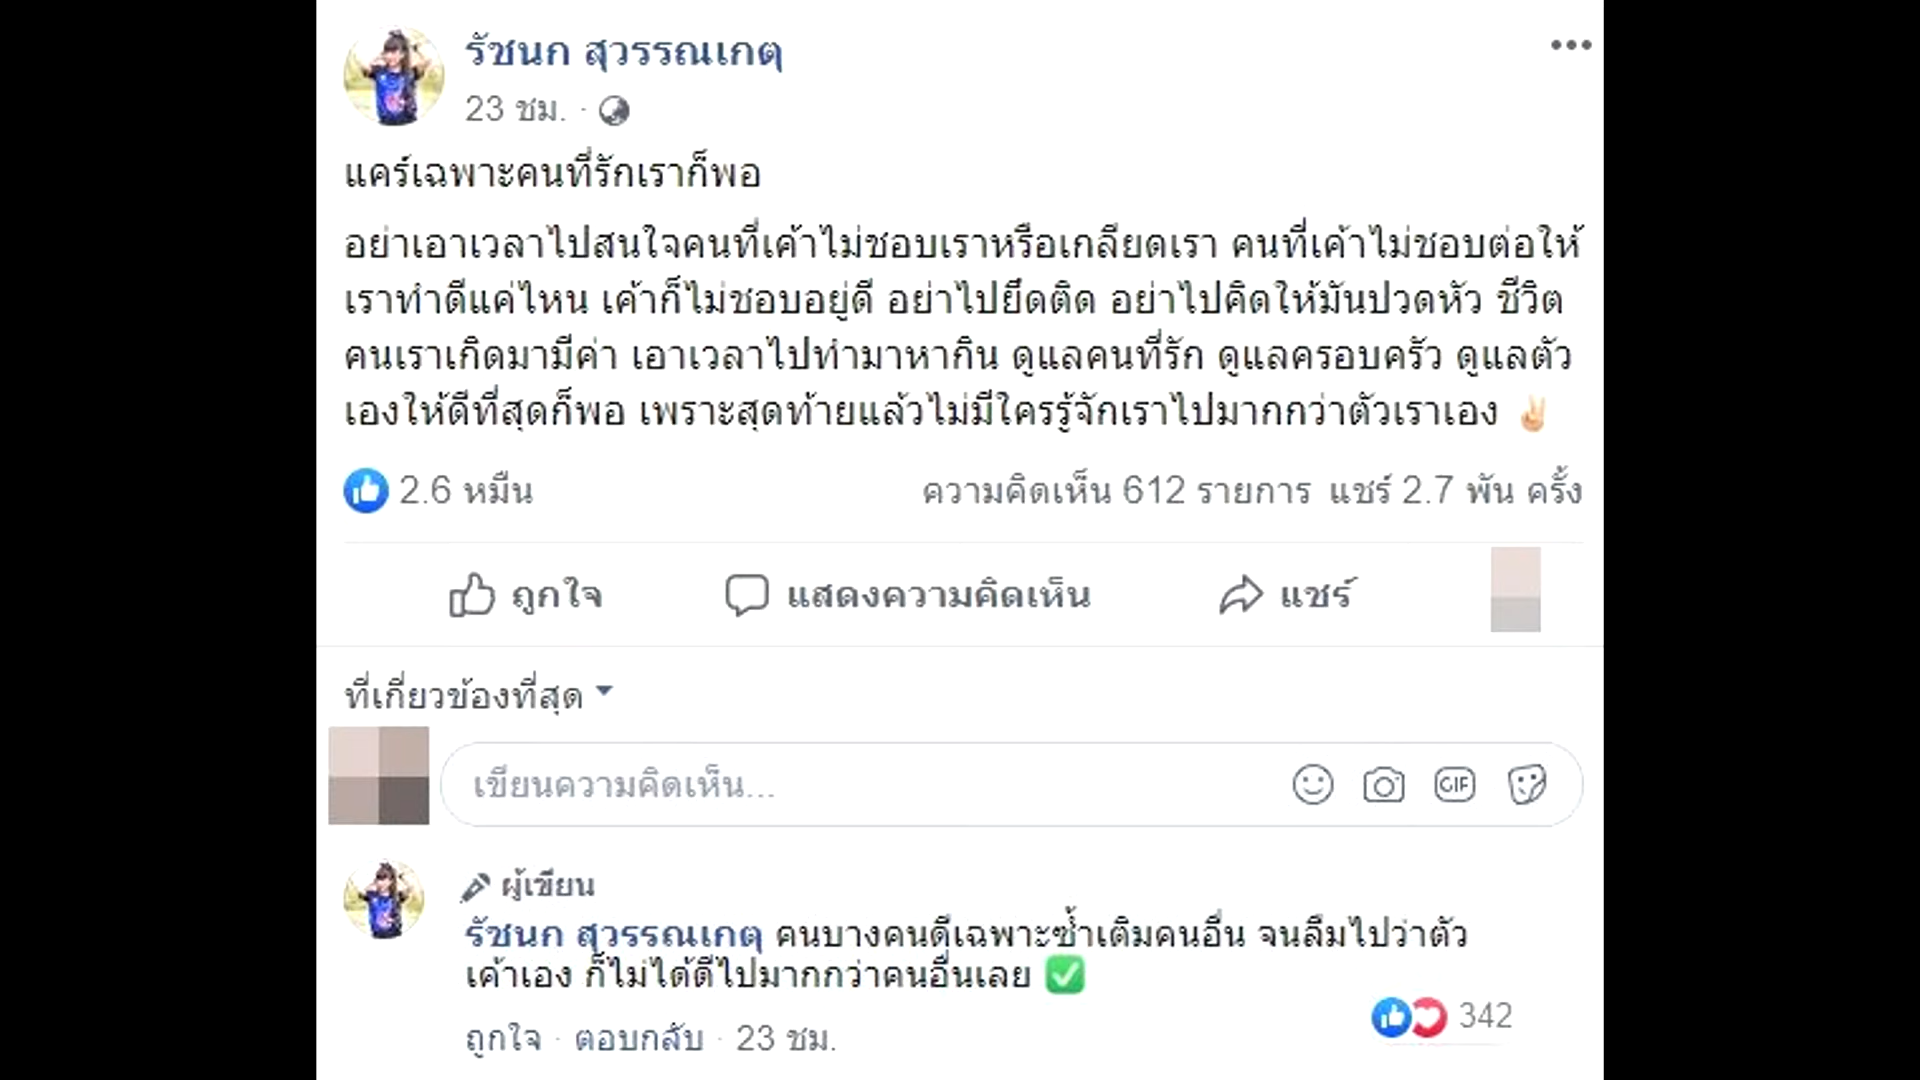 รัชนก สุวรรณเกตุ
23 ชม. ·
แคร์เฉพาะคนที่รักเราก็พอ
อย่าเอาเวลาไปสนใจคนที่เค้าไม่ชอบเราหรือเกลียดเรา คนที่เค้าไม่ชอบต่อให้
เราทำดีแค่ไหน เค้าก็ไม่ชอบอยู่ดี อย่าไปยึดติด อย่าไปคิดให้มันปวดหัว ชีวิต
คนเราเกิดมามีค่า เอาเวลาไปทำมาหากิน ดูแลคนที่รัก ดูแลครอบครัว ดูแลตัว
เองให้ดีที่สุดก็พอ เพราะสุดท้ายแล้วไม่มีใครรู้จักเราไปมากกว่าตัวเราเอง ✌🏻
2.6 หมื่น ความคิดเห็น 612 รายการ แชร์ 2.7 พัน ครั้ง
ถูกใจ แสดงความคิดเห็น แชร์
ที่เกี่ยวข้องที่สุด
เขียนความคิดเห็น... GIF
ผู้เขียน
รัชนก สุวรรณเกตุ คนบางคนดีเฉพาะซ้ำเติมคนอื่น จนลืมไปว่าตัว
เค้าเอง ก็ไม่ได้ดีไปมากกว่าคนอื่นเลย ✅
342
ถูกใจ · ตอบกลับ · 23 ชม.